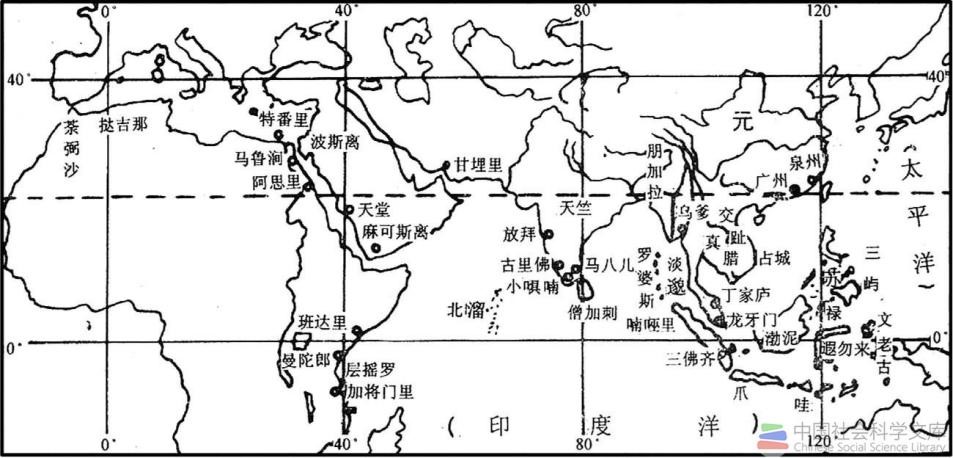 0°
40°
80°
120°
40°
40°
荼弼沙
挞吉那
特番里
波斯离
马鲁涧
阿思里
甘埋里
天堂
麻可斯离
朋加拉
元
泉州
广州
太平洋
天竺
放拜
乌爹
交趾
真腊
占城
三屿
古里佛
马八儿
小唄喃
罗婆斯
淡邈
苏禄
北溜
僧加刺
丁家庐
班达里
喃哑里
龙牙门
渤泥
文老古
遐勿来
0°
0°
曼陀郎
层摇罗
加将门里
三佛齐
爪哇
(印度洋)
0°
40°
80°
120°
中国社会科学文库
Chinese Social Science Library